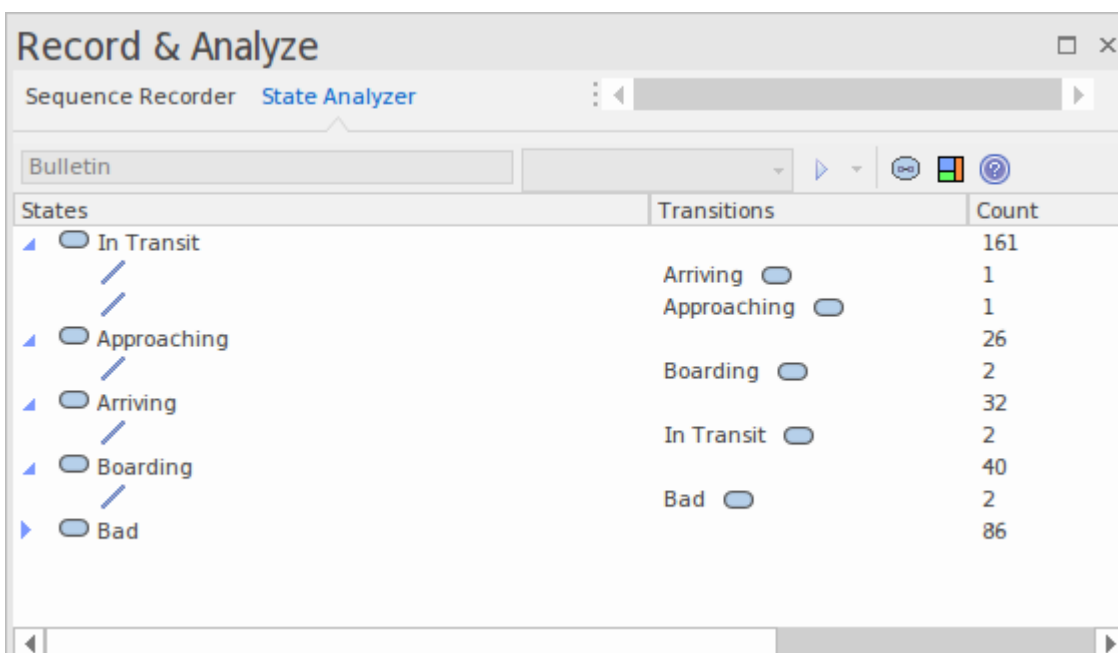 Record & Analyze
Sequence Recorder State Analyzer
Bulletin
States Transitions Count
In Transit 161
Arriving 1
Approaching 1
Approaching 26
Boarding 2
Arriving 32
In Transit 2
Boarding 40
Bad 2
Bad 86